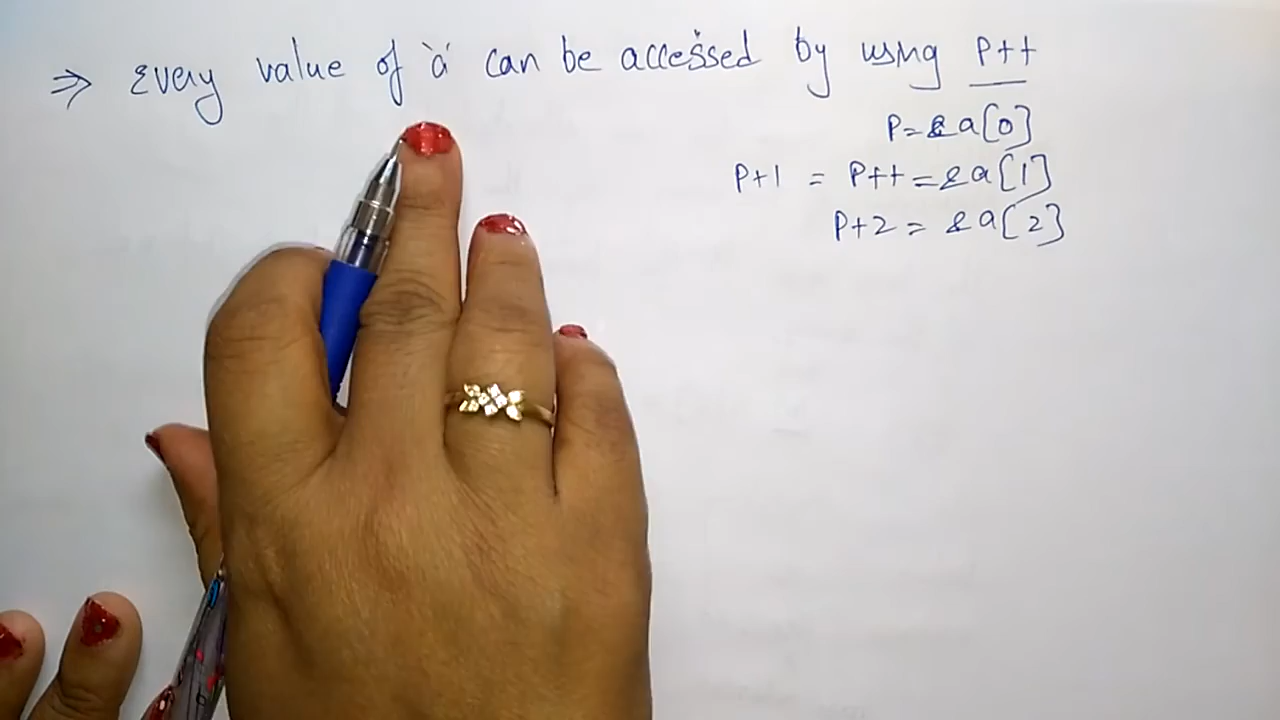 ⇒ Every value of 'a' can be accessed by using P++
P=&a[0]
P+1 = P++=&a[1]
P+2= &a[2]